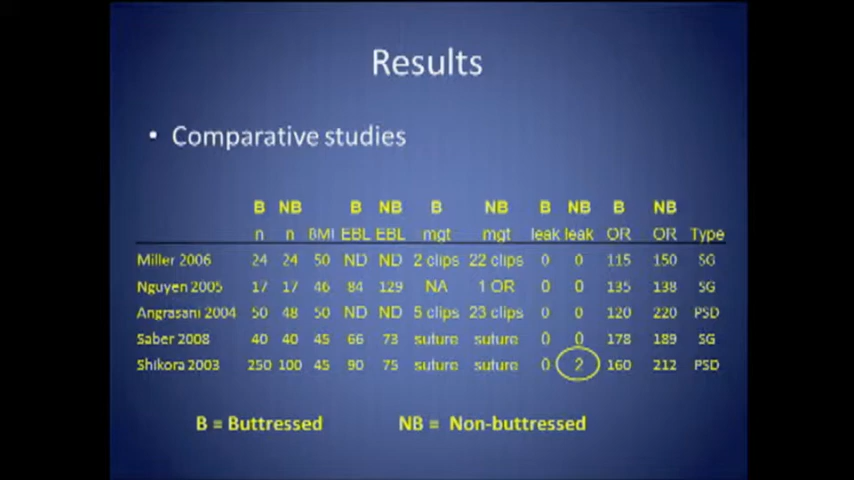 Results
• Comparative studies
B NB B NB B NB B NB B NB
n n BMI EBL EBL mgt mgt leak leak OR OR Type
Miller 2006 24 24 50 ND ND 2 clips 22 clips 0 0 115 150 SG
Nguyen 2005 17 17 46 84 129 NA 1 OR 0 0 135 138 SG
Angrasani 2004 50 48 50 ND ND 5 clips 23 clips 0 0 120 220 PSD
Saber 2008 40 40 45 66 73 suture suture 0 0 178 189 SG
Shikora 2003 250 100 45 90 75 suture suture 0 2 160 212 PSD
B = Buttressed NB = Non-buttressed